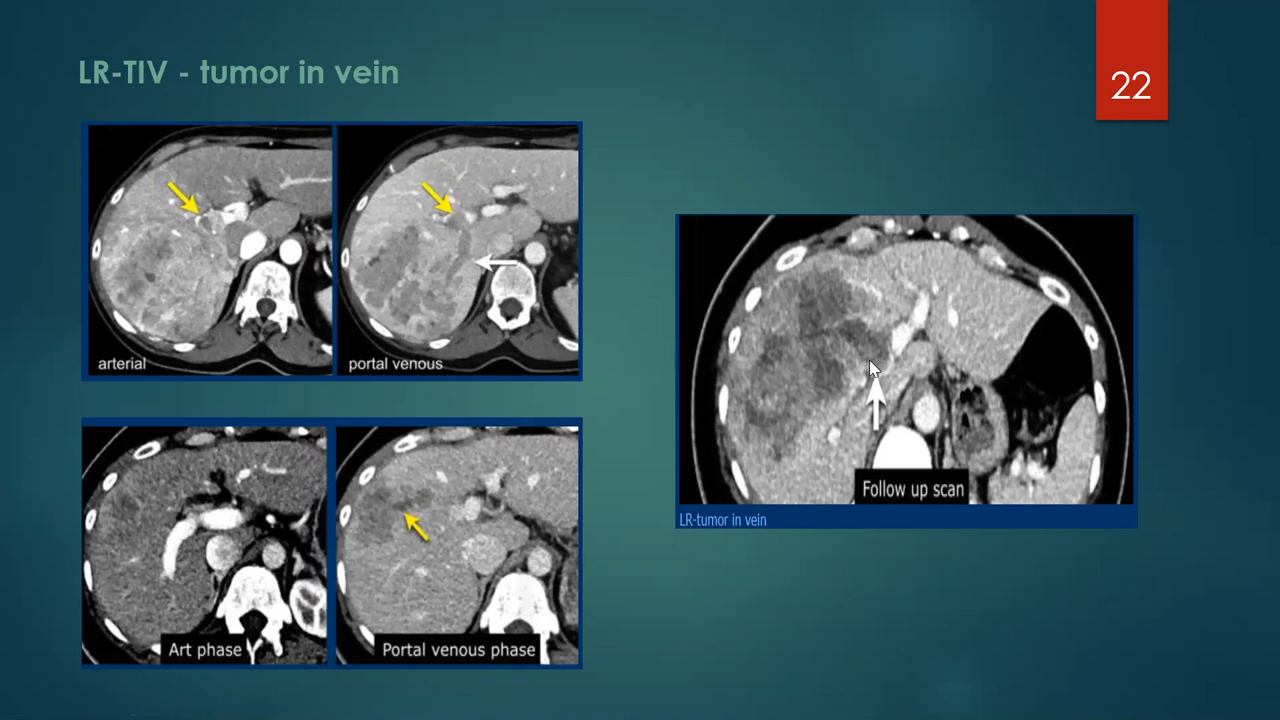 LR-TIV - tumor in vein
22
arterial
portal venous
Art phase
Portal venous phase
Follow up scan
LR-tumor in vein